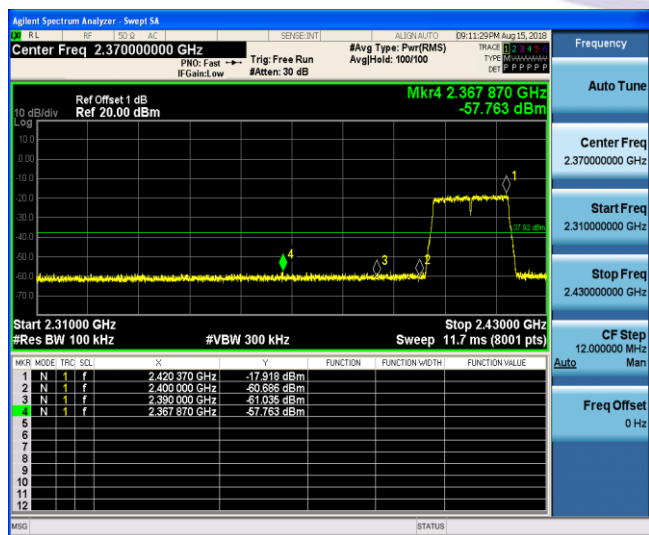 Agilent Spectrum Analyzer - Swept SA
RL RF 50 Ω AC SENSE:INT ALIGN AUTO 09:11:29PM Aug 15, 2018
Center Freq 2.370000000 GHz
PNO: Fast
IFGain:Low
Trig: Free Run
#Atten: 30 dB
#Avg Type: Pwr(RMS)
Avg|Hold: 100/100
TRACE 1 2 3 4 5 6
TYPE M
DET P P P P P P
Frequency
Auto Tune
Center Freq
2.370000000 GHz
Start Freq
2.310000000 GHz
Stop Freq
2.430000000 GHz
CF Step
12.000000 MHz
Auto Man
Freq Offset
0 Hz
Mkr4 2.367 870 GHz
-57.763 dBm
Ref Offset 1 dB
10 dB/div Ref 20.00 dBm
Log
10.0
0.00
-10.0
-20.0
-30.0
-40.0
-50.0
-60.0
-70.0
1
-37.92 dBm
4
3
2
Start 2.31000 GHz Stop 2.43000 GHz
#Res BW 100 kHz #VBW 300 kHz Sweep 11.7 ms (8001 pts)
MKR MODE TRC SCL X Y FUNCTION FUNCTION WIDTH FUNCTION VALUE
1 N 1 f 2.420 370 GHz -17.918 dBm
2 N 1 f 2.400 000 GHz -60.686 dBm
3 N 1 f 2.390 000 GHz -61.035 dBm
4 N 1 f 2.367 870 GHz -57.763 dBm
5
6
7
8
9
10
11
12
MSG STATUS